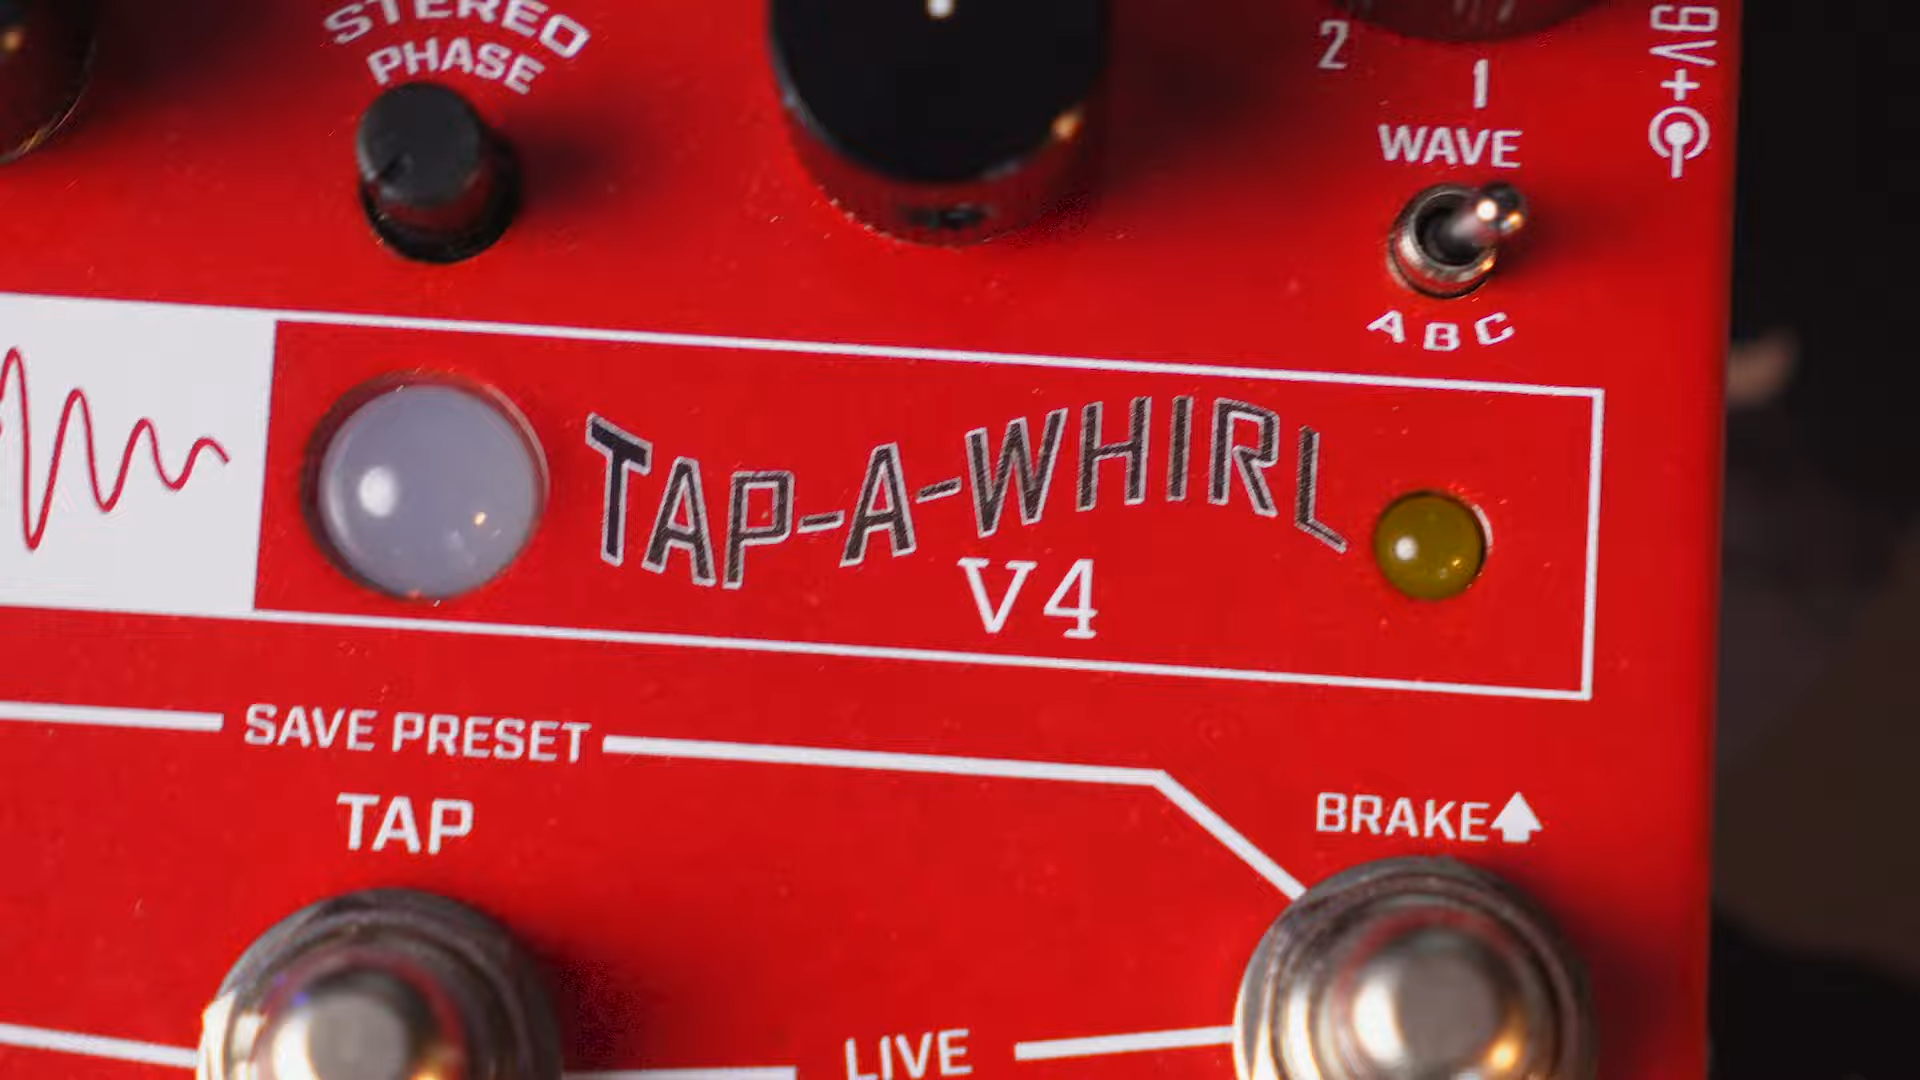 STEREO
PHASE
2
1
9V+
WAVE
A B C
TAP-A-WHIRL
V4
SAVE PRESET
TAP
BRAKE
LIVE